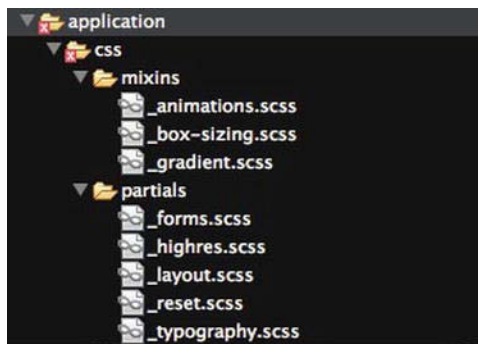 application
css
mixins
_animations.scss
_box-sizing.scss
_gradient.scss
partials
_forms.scss
_highres.scss
_layout.scss
_reset.scss
_typography.scss